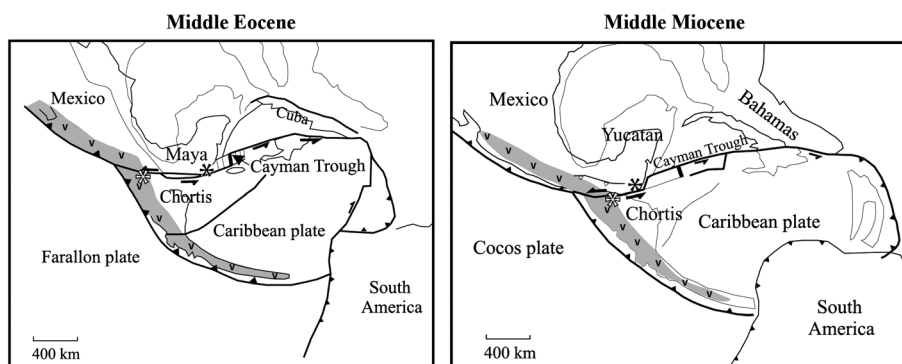 Middle Eocene
Mexico
Cuba
Maya
Cayman Trough
Chortis
Caribbean plate
Farallon plate
South
America
400 km
Middle Miocene
Mexico
Bahamas
Yucatan
Cayman Trough
Chortis
Caribbean plate
Cocos plate
South
America
400 km
v
v
v
v
v
v
v
v
v
v
v
v
v